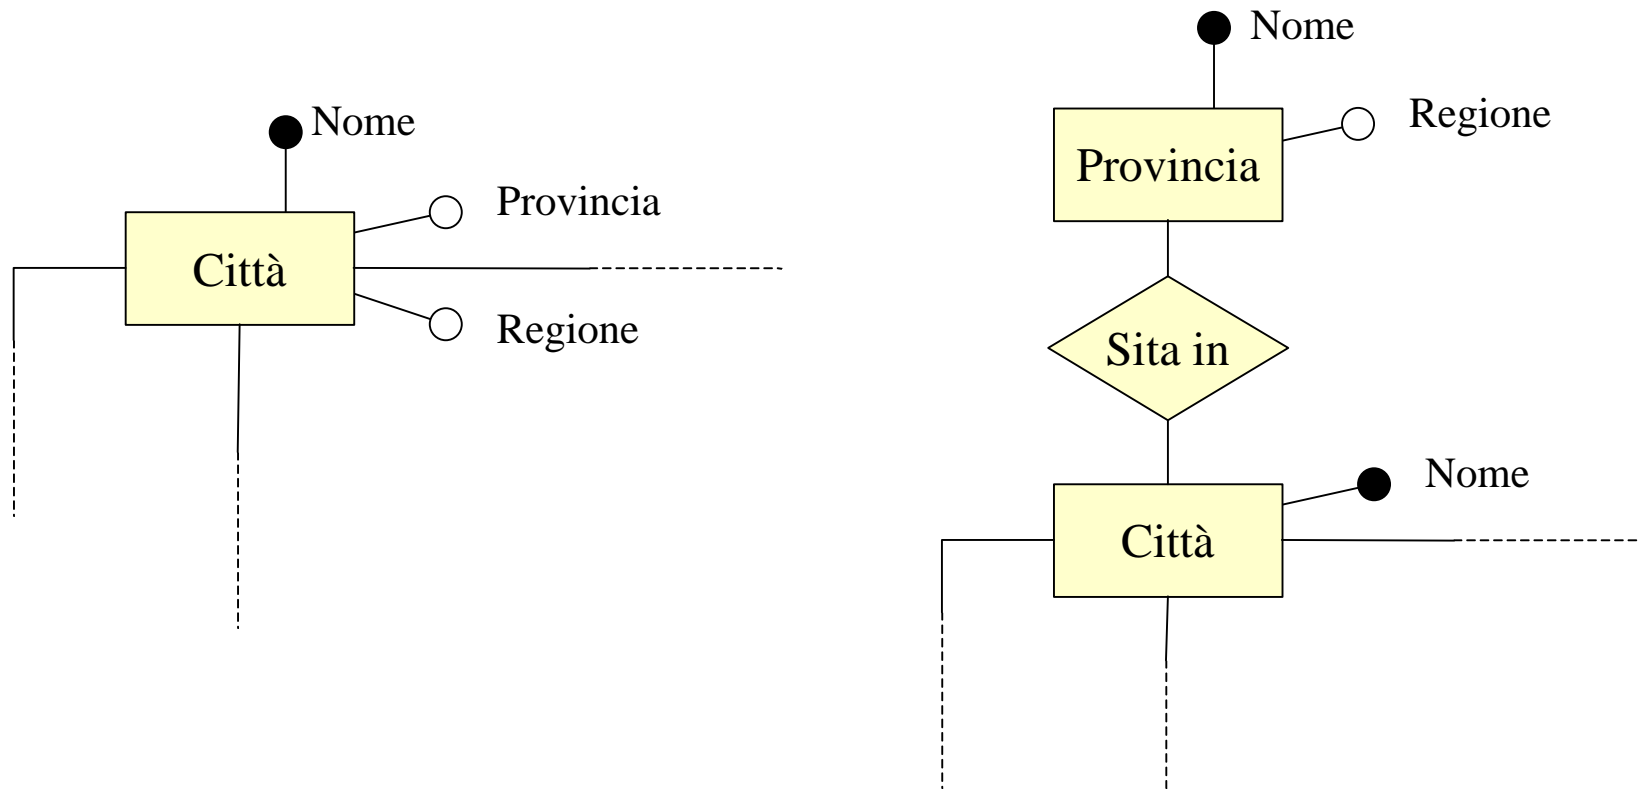 Nome
Provincia
Città
Regione
Nome
Regione
Provincia
Sita in
Nome
Città